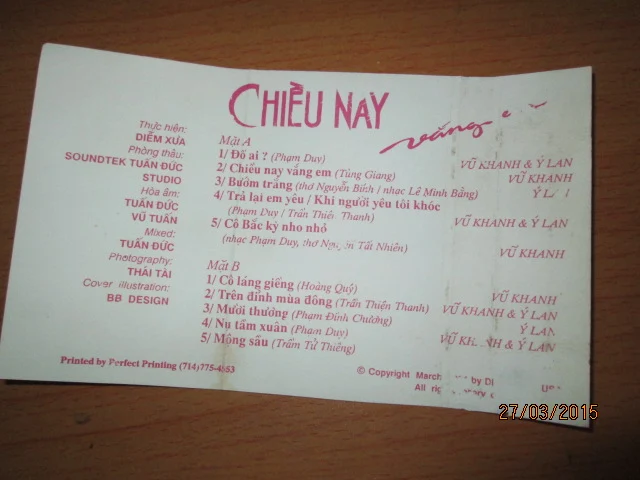 CHIỀU NAY
vắng
Thực hiện:
DIỄM XƯA
Phòng thâu:
SOUNDTEK TUẤN ĐỨC
STUDIO
Hòa âm:
TUẤN ĐỨC
VŨ TUẤN
Mixed:
TUẤN ĐỨC
Photography:
THÁI TÀI
Cover illustration:
BB DESIGN
Mặt A
1/ Đố ai ? (Phạm Duy) VŨ KHANH & Ý LAN
2/ Chiều nay vắng em (Tùng Giang) VŨ KHANH
3/ Bướm trắng (thơ Nguyễn Bính / nhạc Lê Minh Bằng) Ý
4/ Trả lại em yêu / Khi người yêu tôi khóc
(Phạm Duy / Trần Thiện Thanh) VŨ KHANH & Ý LAN
5/ Cô Bắc kỳ nho nhỏ
(nhạc Phạm Duy, thơ Nguyễn Tất Nhiên) VŨ KHANH
Mặt B
1/ Cô láng giềng (Hoàng Quý) VŨ KHANH
2/ Trên đỉnh mùa đông (Trần Thiện Thanh) VŨ KHANH & Ý LAN
3/ Mười thương (Phạm Đình Chương) Ý LAN
4/ Nụ tầm xuân (Phạm Duy) VŨ KHANH & Ý LAN
5/ Mộng sầu (Trầm Tử Thiêng)
Printed by Perfect Printing (714)775-4653
© Copyright March by
All
27/03/2015